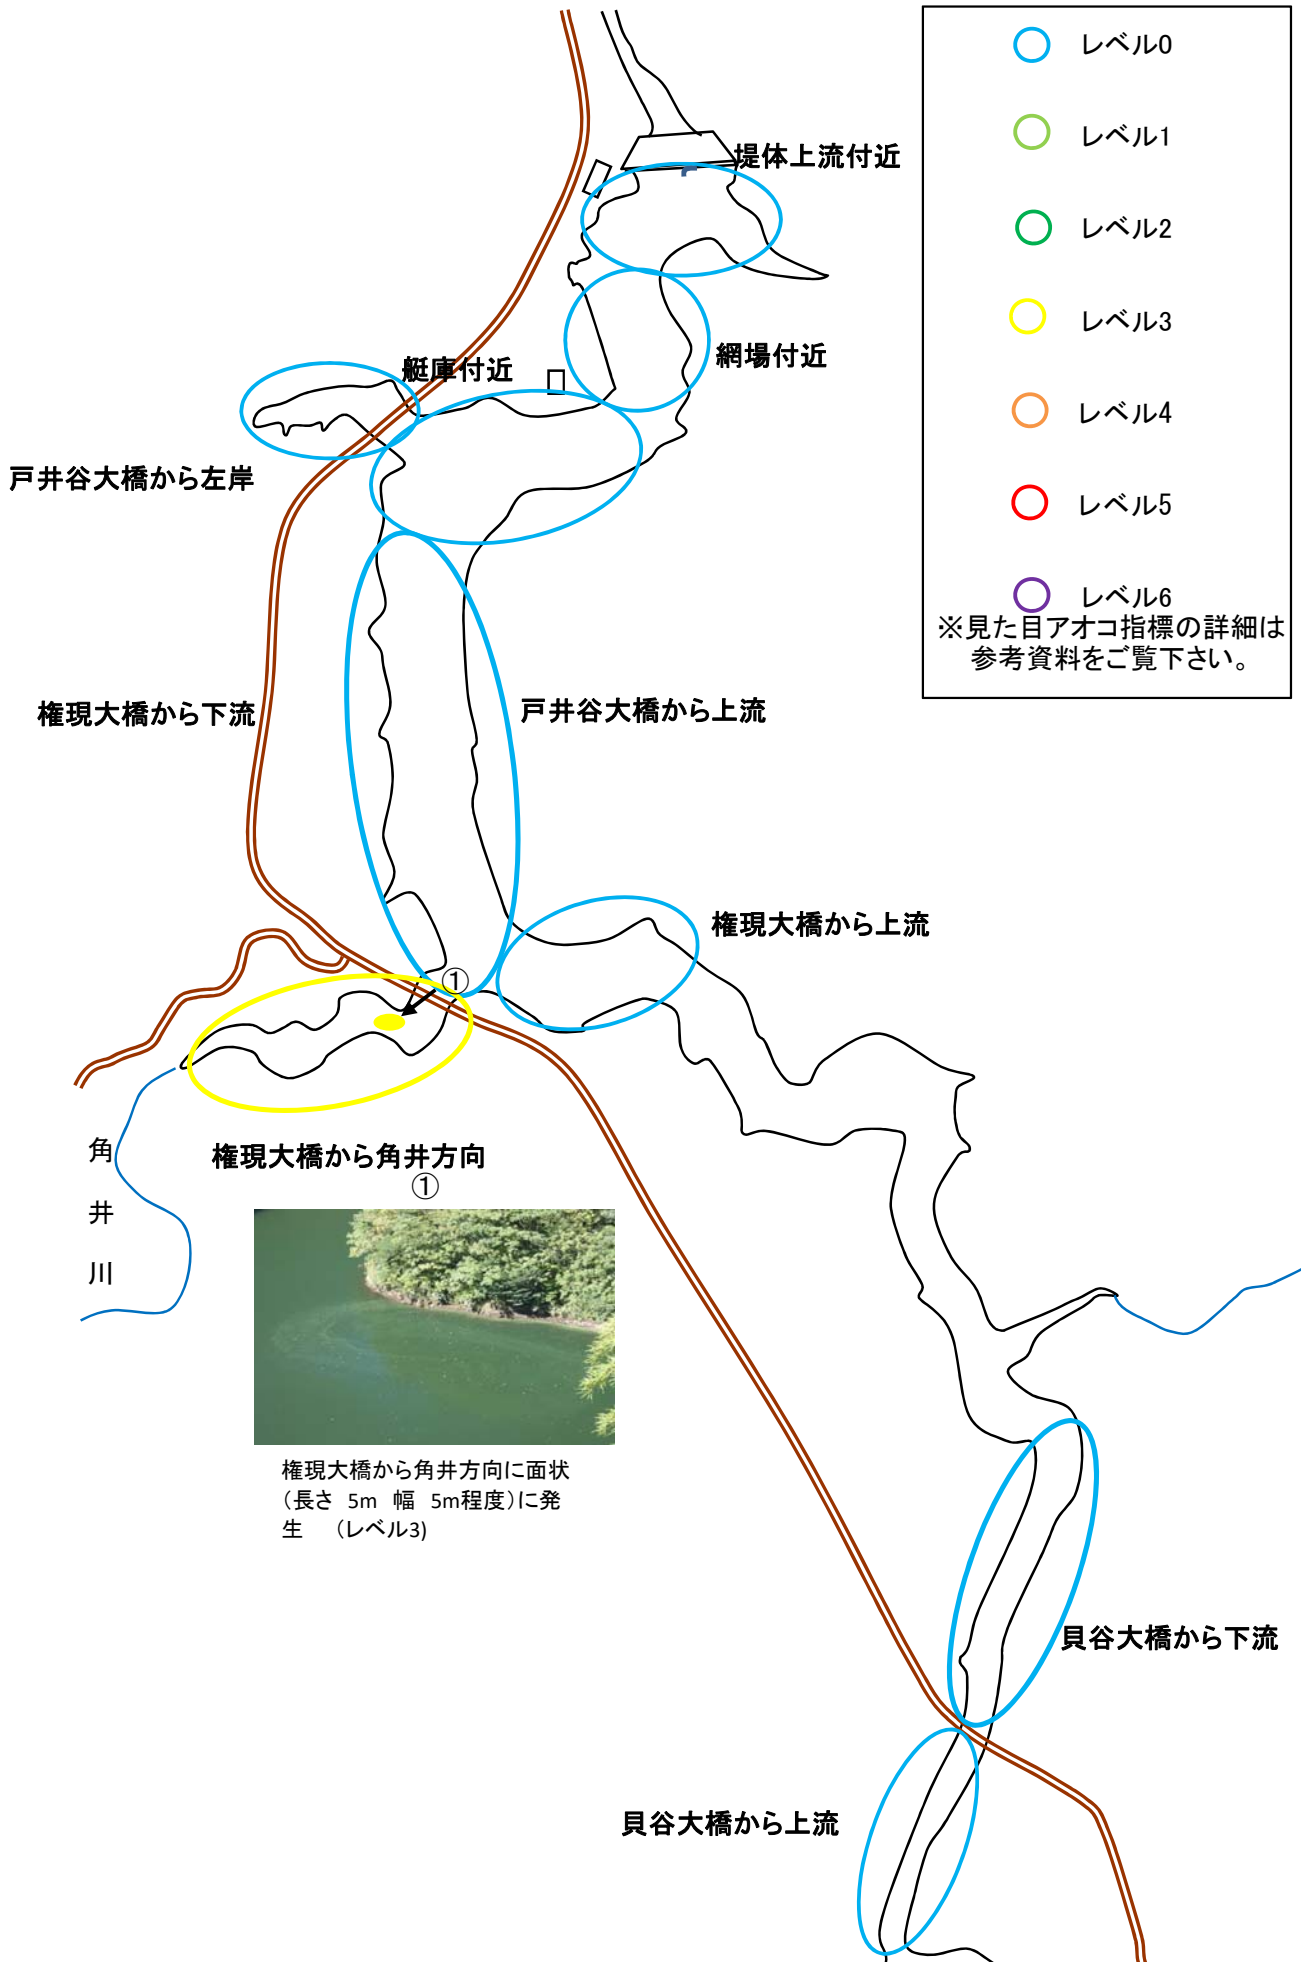 レベル0
レベル1
レベル2
レベル3
レベル4
レベル5
レベル6
※見た目アオコ指標の詳細は
参考資料をご覧下さい。
堤体上流付近
網場付近
艇庫付近
戸井谷大橋から左岸
権現大橋から下流
戸井谷大橋から上流
権現大橋から上流
①
角
井
川
権現大橋から角井方向
①
権現大橋から角井方向に面状
（長さ 5m 幅 5m程度）に発
生 （レベル3)
貝谷大橋から下流
貝谷大橋から上流